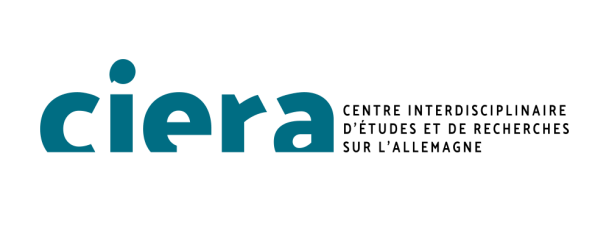 ciera
CENTRE INTERDISCIPLINAIRE
D'ÉTUDES ET DE RECHERCHES
SUR L'ALLEMAGNE